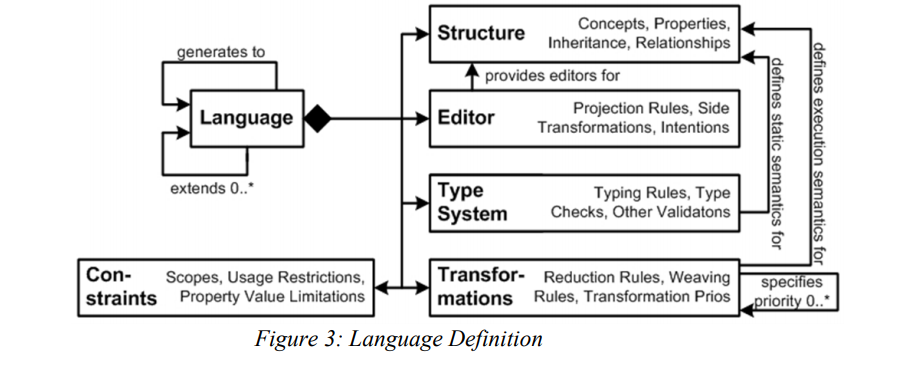 generates to
Language
extends 0..*
Structure
Concepts, Properties,
Inheritance, Relationships
provides editors for
Editor
Projection Rules, Side
Transformations, Intentions
Type
System
Typing Rules, Type
Checks, Other Validatons
Con-
straints
Scopes, Usage Restrictions,
Property Value Limitations
Transfor-
mations
Reduction Rules, Weaving
Rules, Transformation Prios
specifies
priority 0..*
defines static semantics for
defines execution semantics for
Figure 3: Language Definition